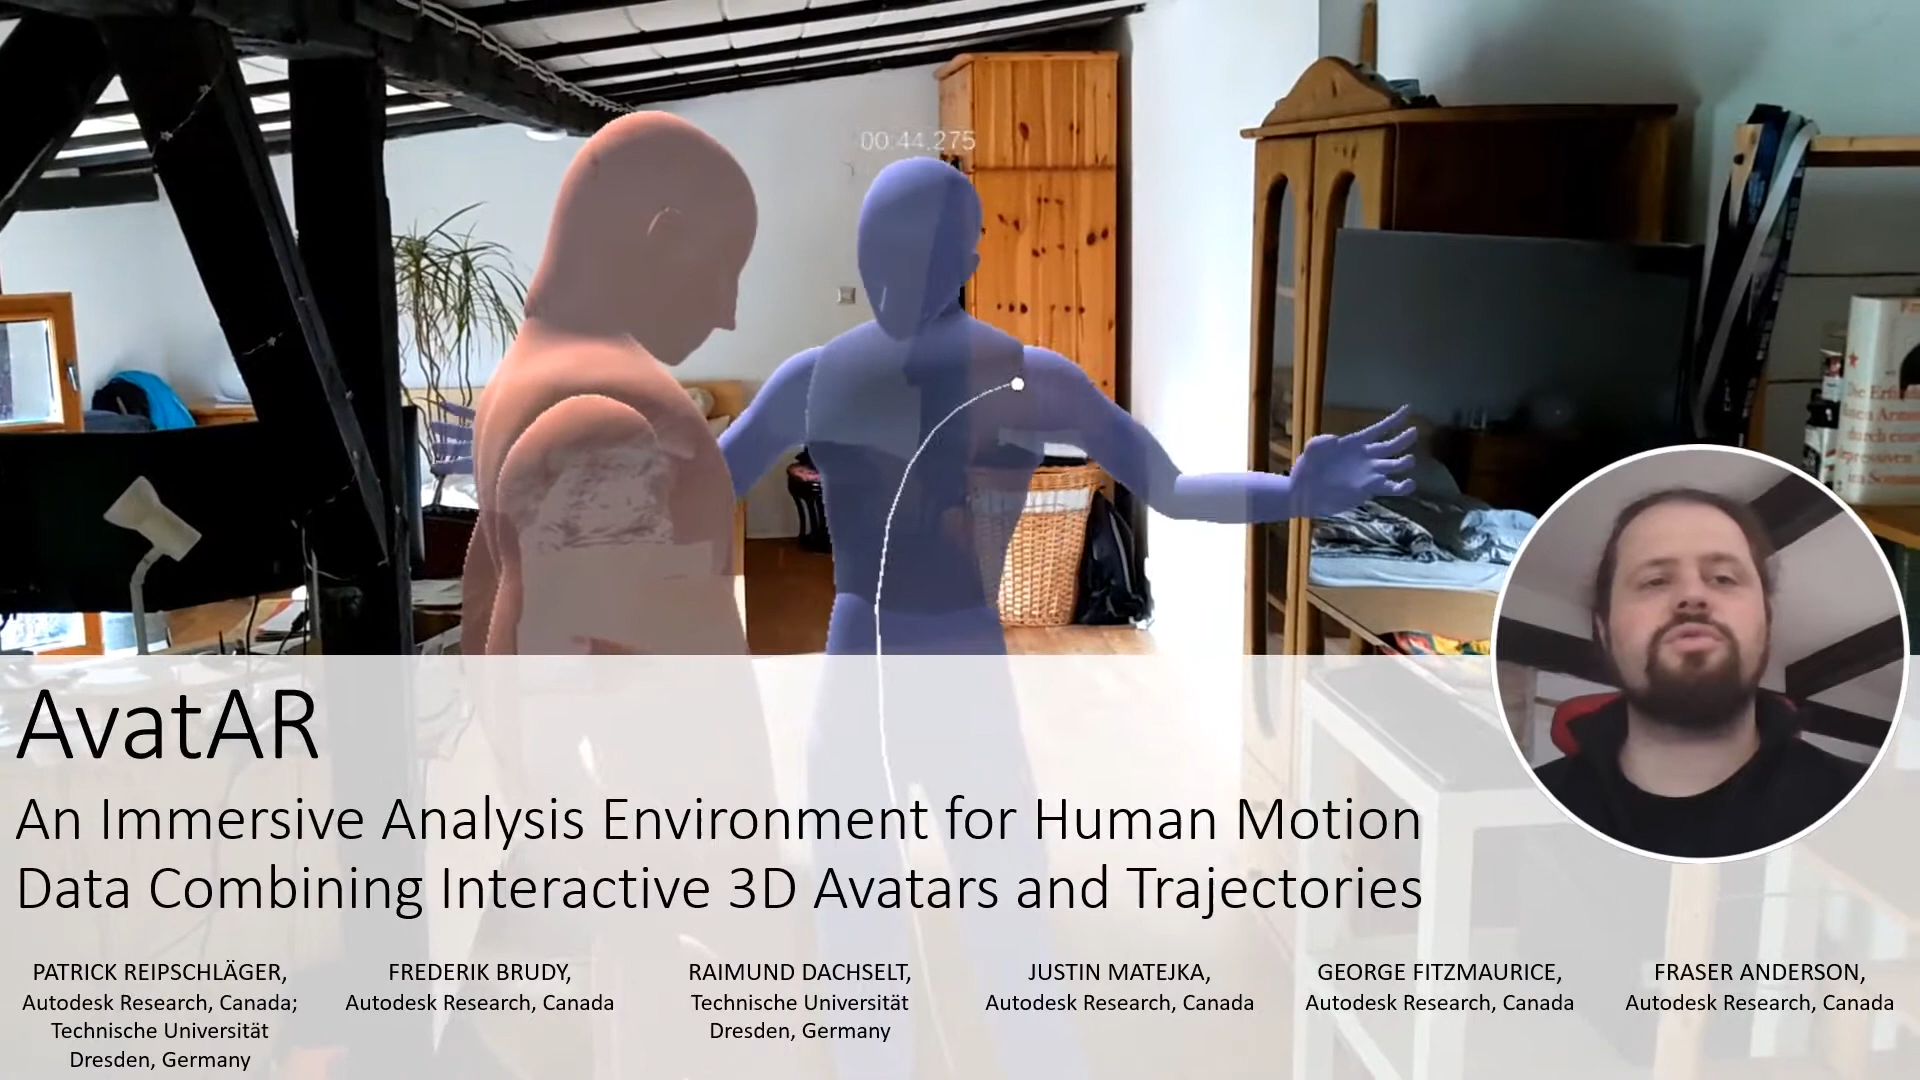 00:44.275
AvatAR
An Immersive Analysis Environment for Human Motion
Data Combining Interactive 3D Avatars and Trajectories
PATRICK REIPSCHLÄGER,
Autodesk Research, Canada;
Technische Universität
Dresden, Germany
FREDERIK BRUDY,
Autodesk Research, Canada
RAIMUND DACHSELT,
Technische Universität
Dresden, Germany
JUSTIN MATEJKA,
Autodesk Research, Canada
GEORGE FITZMAURICE,
Autodesk Research, Canada
FRASER ANDERSON,
Autodesk Research, Canada